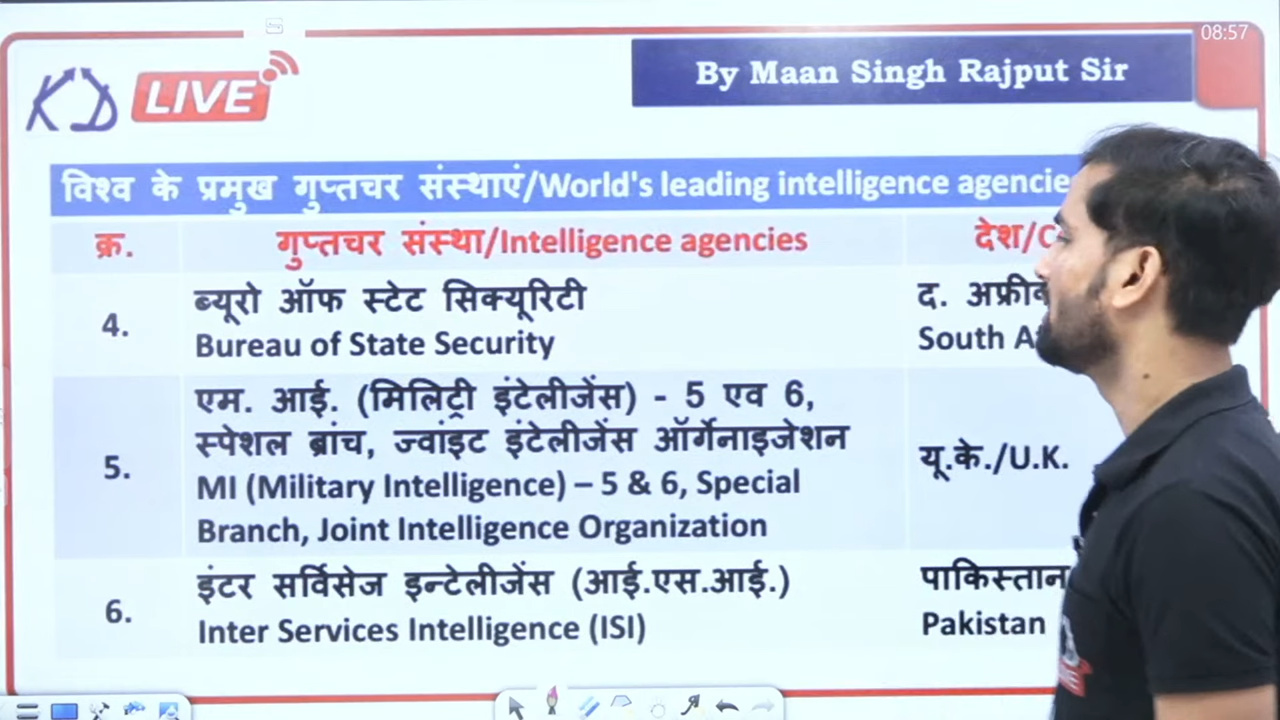 08:57
KD LIVE
By Maan Singh Rajput Sir
विश्व के प्रमुख गुप्तचर संस्थाएं/World's leading intelligence
क्र. गुप्तचर संस्था/Intelligence agencies देश/
4. ब्यूरो ऑफ स्टेट सिक्यूरिटी द.
Bureau of State Security South
5. एम. आई. (मिलिट्री इंटेलीजेंस) - 5 एव 6,
स्पेशल ब्रांच, ज्वांइट इंटेलीजेंस ऑर्गेनाइजेशन यू.के./U.K.
MI (Military Intelligence) – 5 & 6, Special
Branch, Joint Intelligence Organization
6. इंटर सर्विसेज इन्टेलीजेंस (आई.एस.आई.) पाकिस्तान
Inter Services Intelligence (ISI) Pakistan